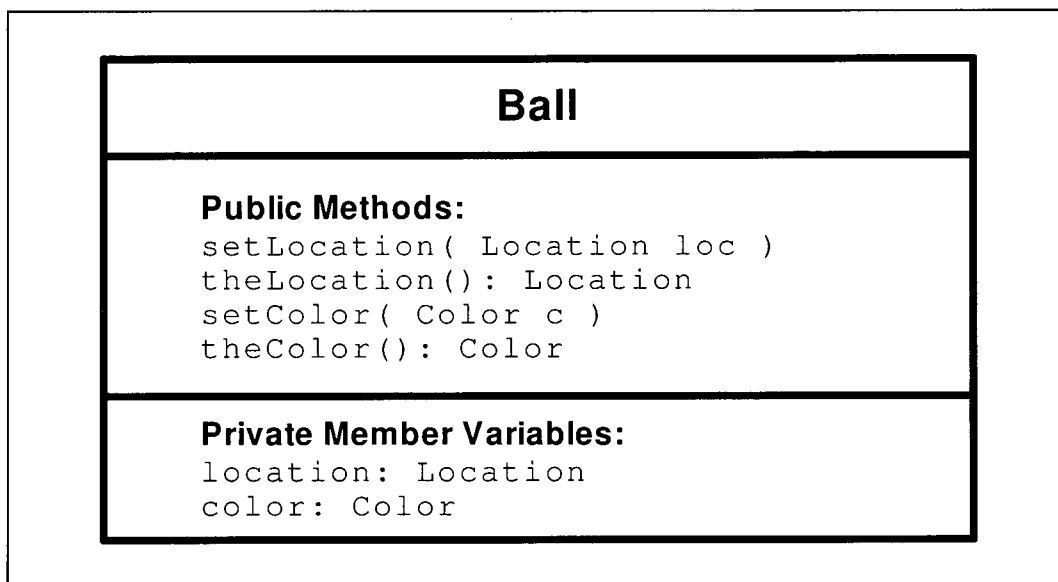 Ball
Public Methods:
setLocation( Location loc )
theLocation(): Location
setColor( Color c )
theColor(): Color
Private Member Variables:
location: Location
color: Color